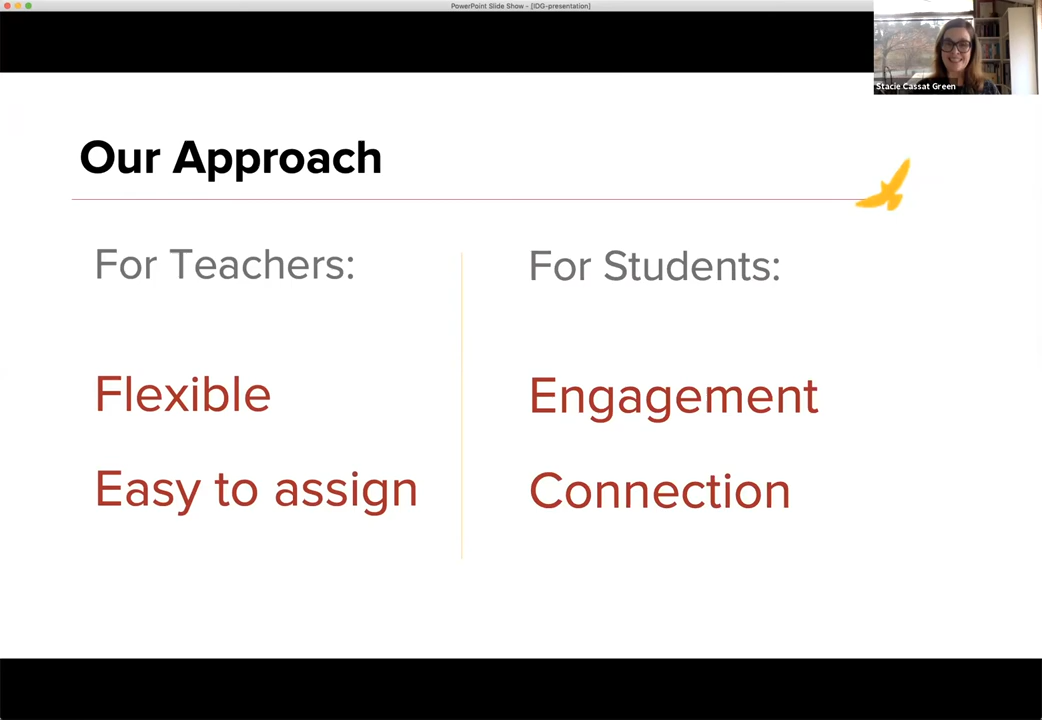 PowerPoint Slide Show - [IDG-presentation]
Stacie Cassat Green
Our Approach
For Teachers:
Flexible
Easy to assign
For Students:
Engagement
Connection